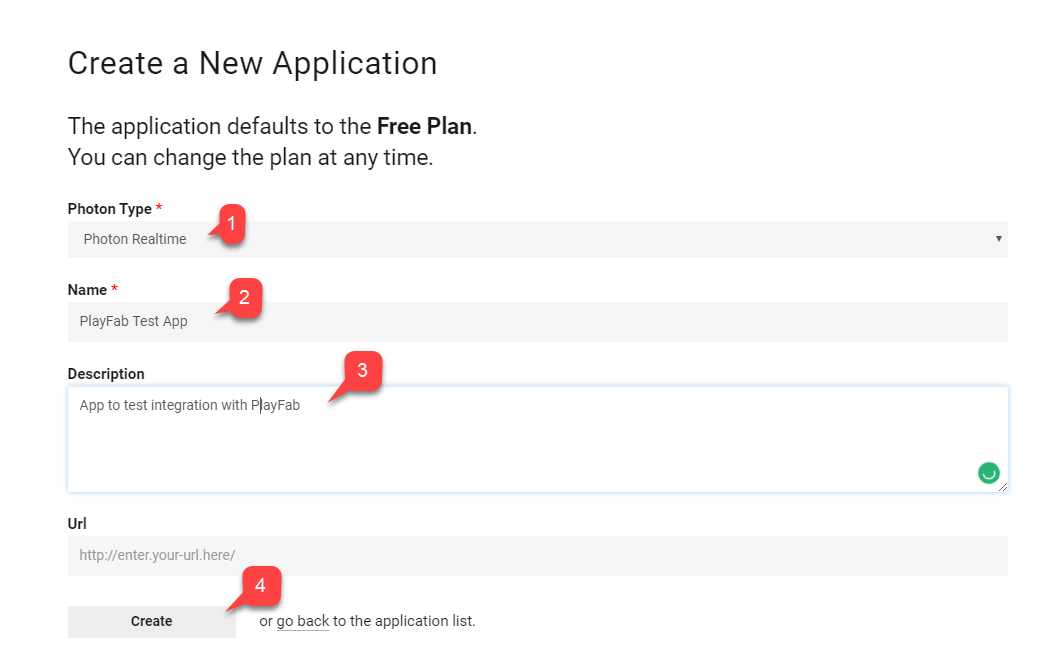 Create a New Application
The application defaults to the Free Plan.
You can change the plan at any time.
Photon Type *
1
Photon Realtime
Name *
2
PlayFab Test App
Description
3
App to test integration with PlayFab
Url
http://enter.your-url.here/
4
Create
or go back to the application list.